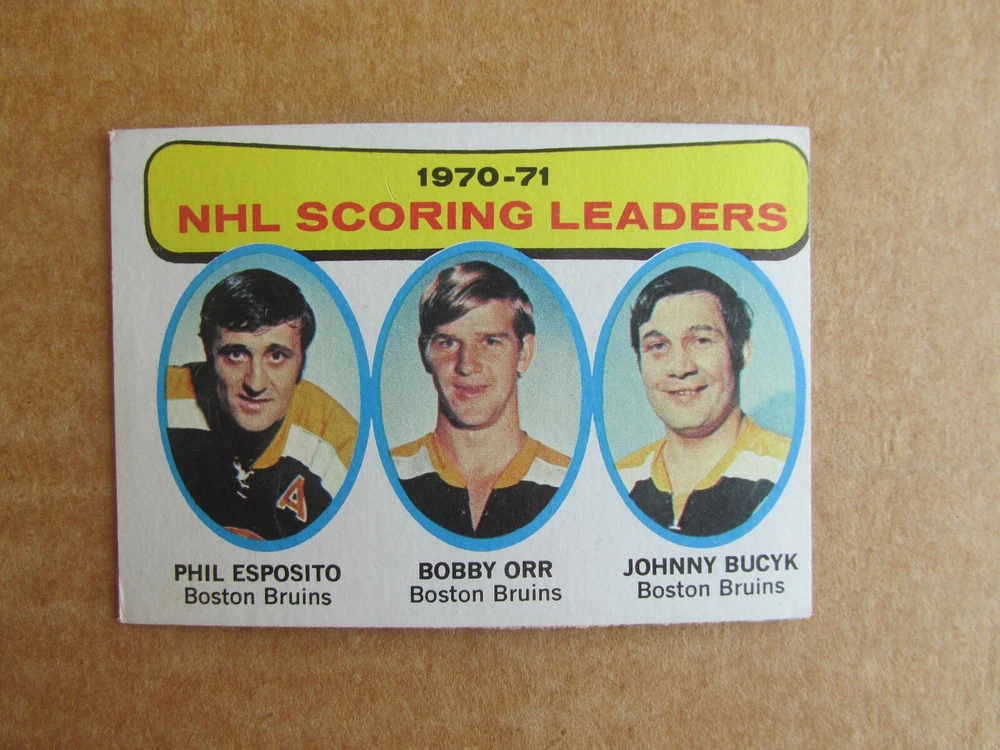 1970-71
NHL SCORING LEADERS
A
PHIL ESPOSITO
Boston Bruins
BOBBY ORR
Boston Bruins
JOHNNY BUCYK
Boston Bruins